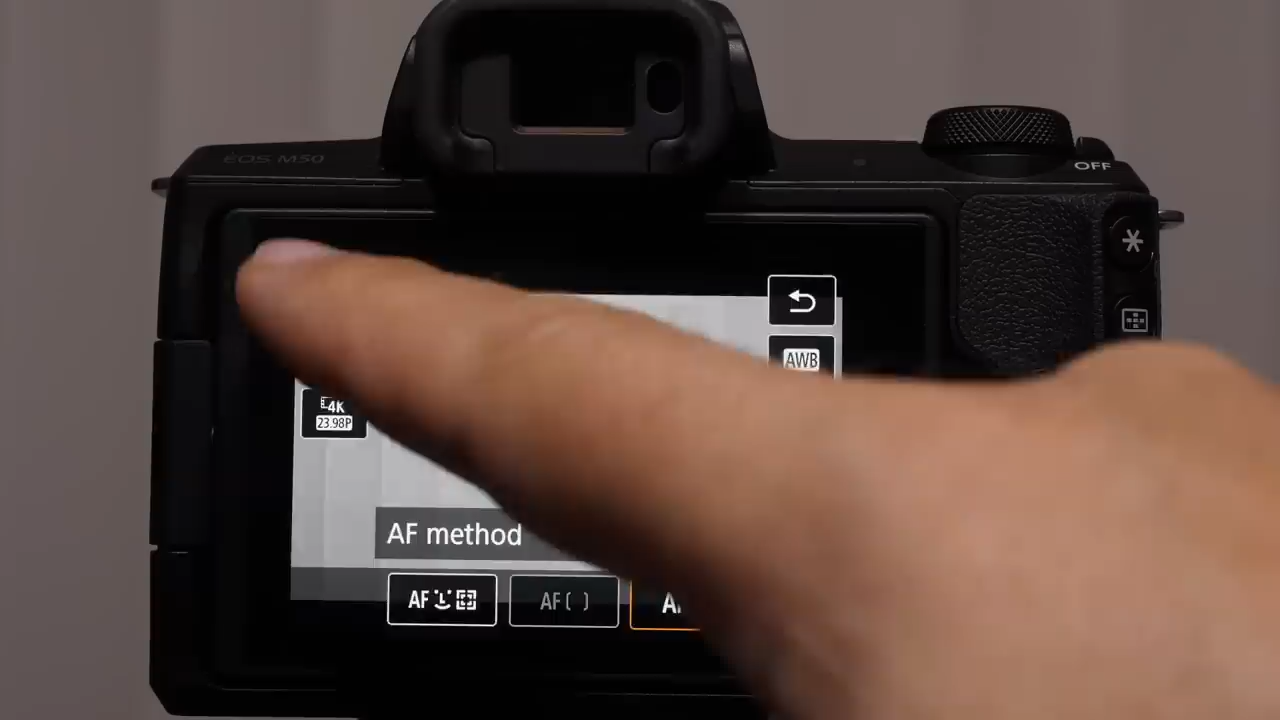 EOS M50
OFF
AWB
4K
23.98P
AF method
AF
AF